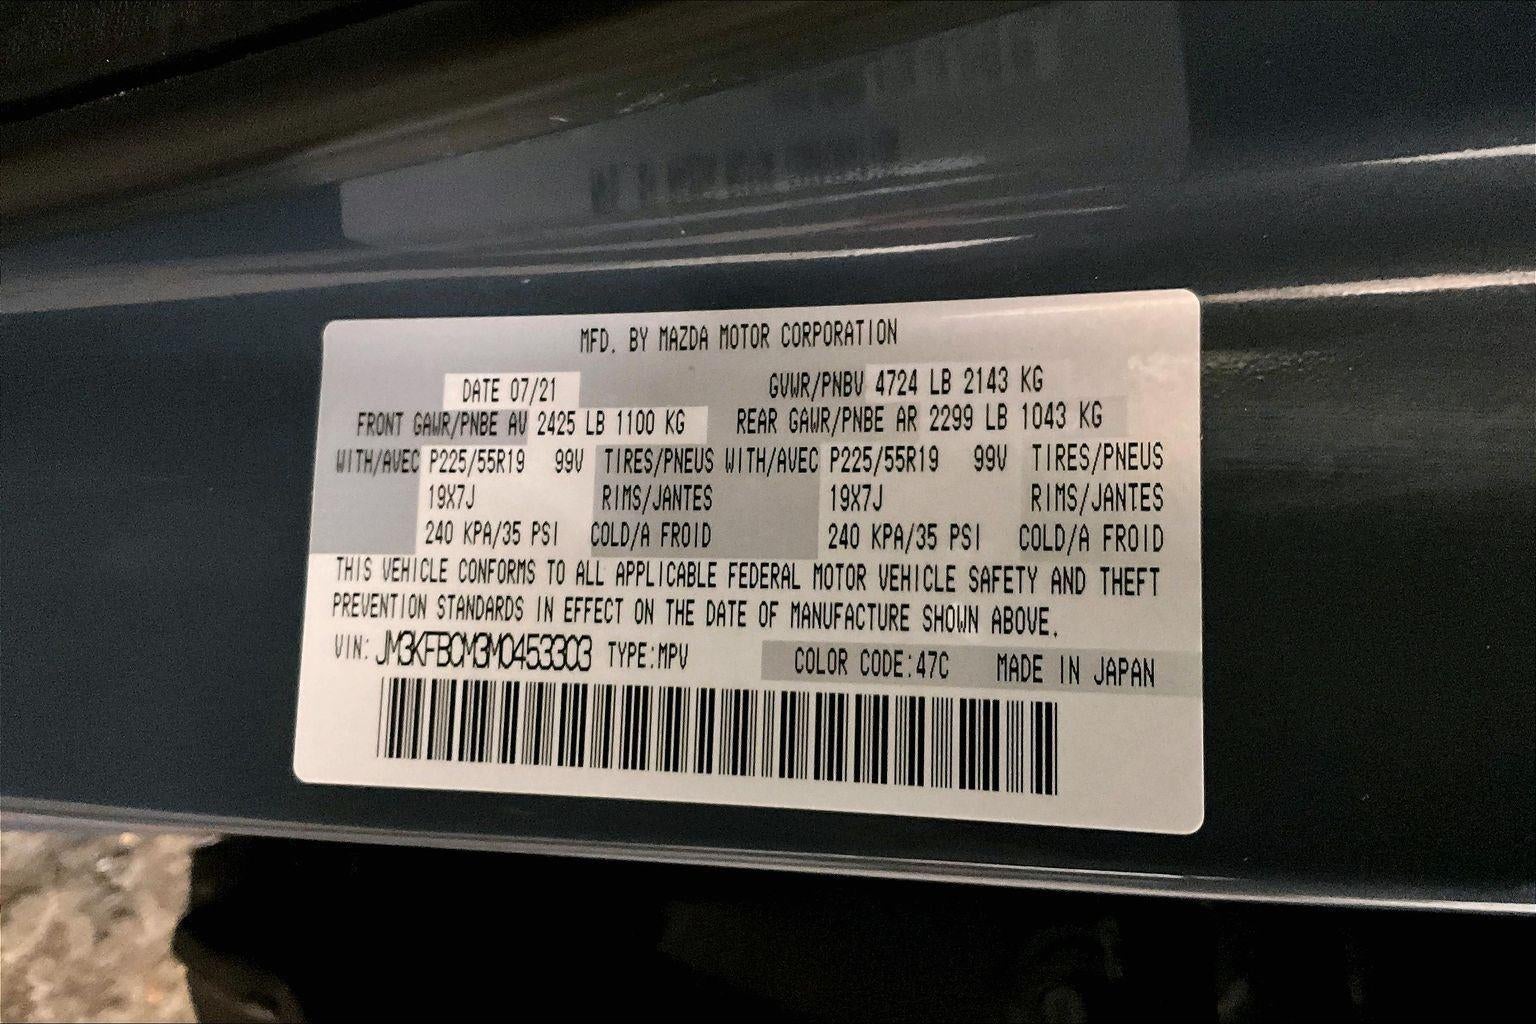 MFD. BY MAZDA MOTOR CORPORATION
DATE 07/21 GVWR/PNBV 4724 LB 2143 KG
FRONT GAWR/PNBE AV 2425 LB 1100 KG REAR GAWR/PNBE AR 2299 LB 1043 KG
WITH/AVEC P225/55R19 99V TIRES/PNEUS WITH/AVEC P225/55R19 99V TIRES/PNEUS
19X7J RIMS/JANTES 19X7J RIMS/JANTES
240 KPA/35 PSI COLD/A FROID 240 KPA/35 PSI COLD/A FROID
THIS VEHICLE CONFORMS TO ALL APPLICABLE FEDERAL MOTOR VEHICLE SAFETY AND THEFT
PREVENTION STANDARDS IN EFFECT ON THE DATE OF MANUFACTURE SHOWN ABOVE.
VIN: JM3KFBCM3M0453303 TYPE:MPV COLOR CODE:47C MADE IN JAPAN